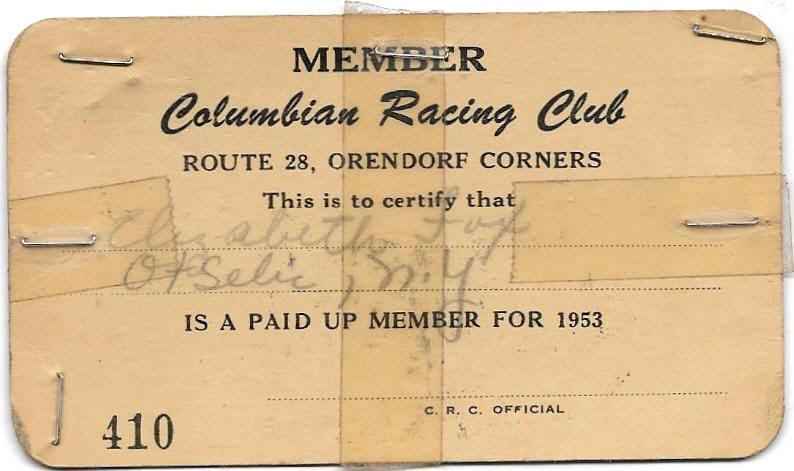 MEMBER
Columbian Racing Club
ROUTE 28, ORENDORF CORNERS
This is to certify that
Elizabeth Fox
Otselic, N.Y
IS A PAID UP MEMBER FOR 1953
C. R. C. OFFICIAL
410